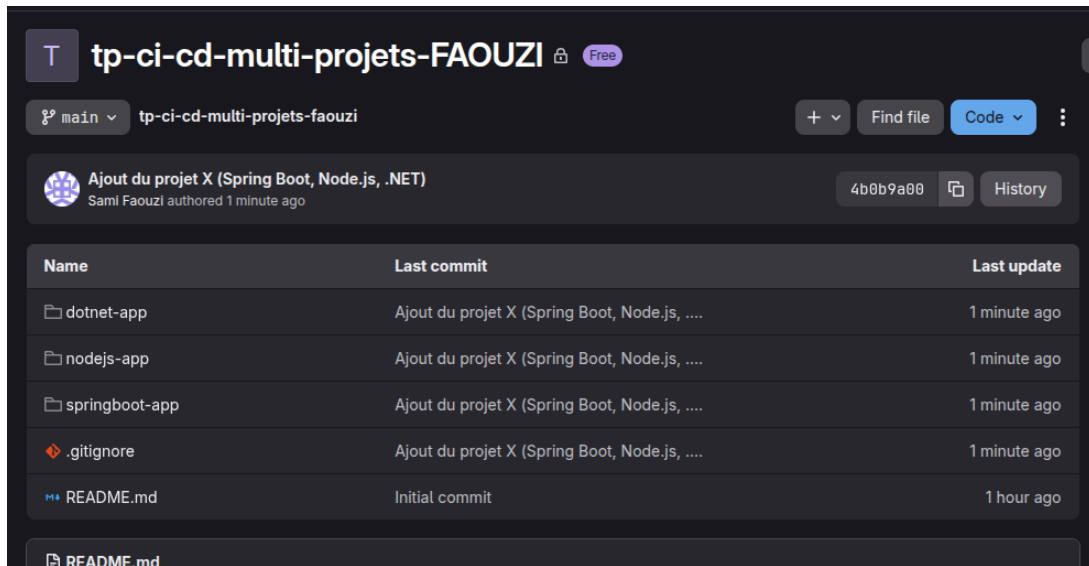 T tp-ci-cd-multi-projets-FAOUZI Free
main tp-ci-cd-multi-projets-faouzi + Find file Code
Ajout du projet X (Spring Boot, Node.js, .NET)
Sami Faouzi authored 1 minute ago
4b0b9a00 History
Name Last commit Last update
dotnet-app Ajout du projet X (Spring Boot, Node.js, .... 1 minute ago
nodejs-app Ajout du projet X (Spring Boot, Node.js, .... 1 minute ago
springboot-app Ajout du projet X (Spring Boot, Node.js, .... 1 minute ago
.gitignore Ajout du projet X (Spring Boot, Node.js, .... 1 minute ago
README.md Initial commit 1 hour ago
README.md